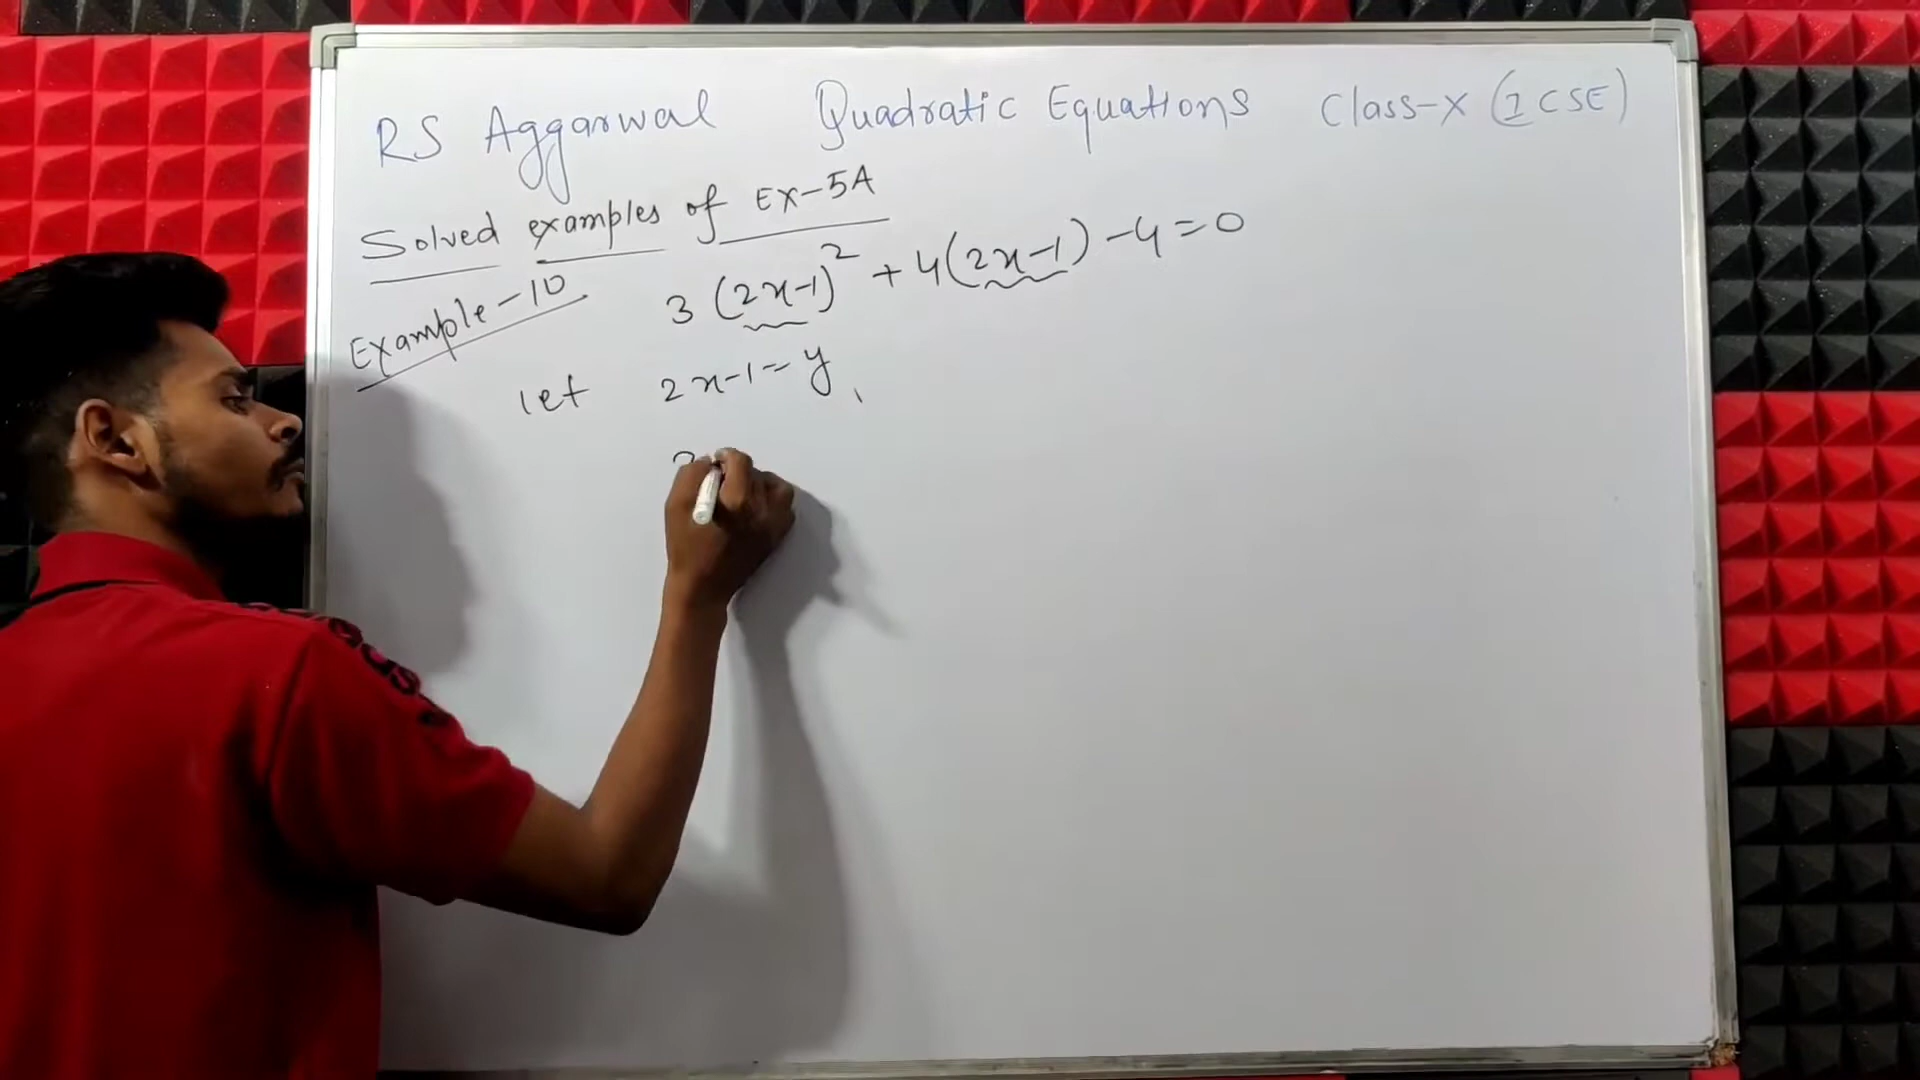 RS Aggarwal Quadratic Equations Class-X (ICSE)
Solved examples of Ex-5A
Example-10 3(2x-1)² + 4(2x-1) -4=0
let 2x-1=y,